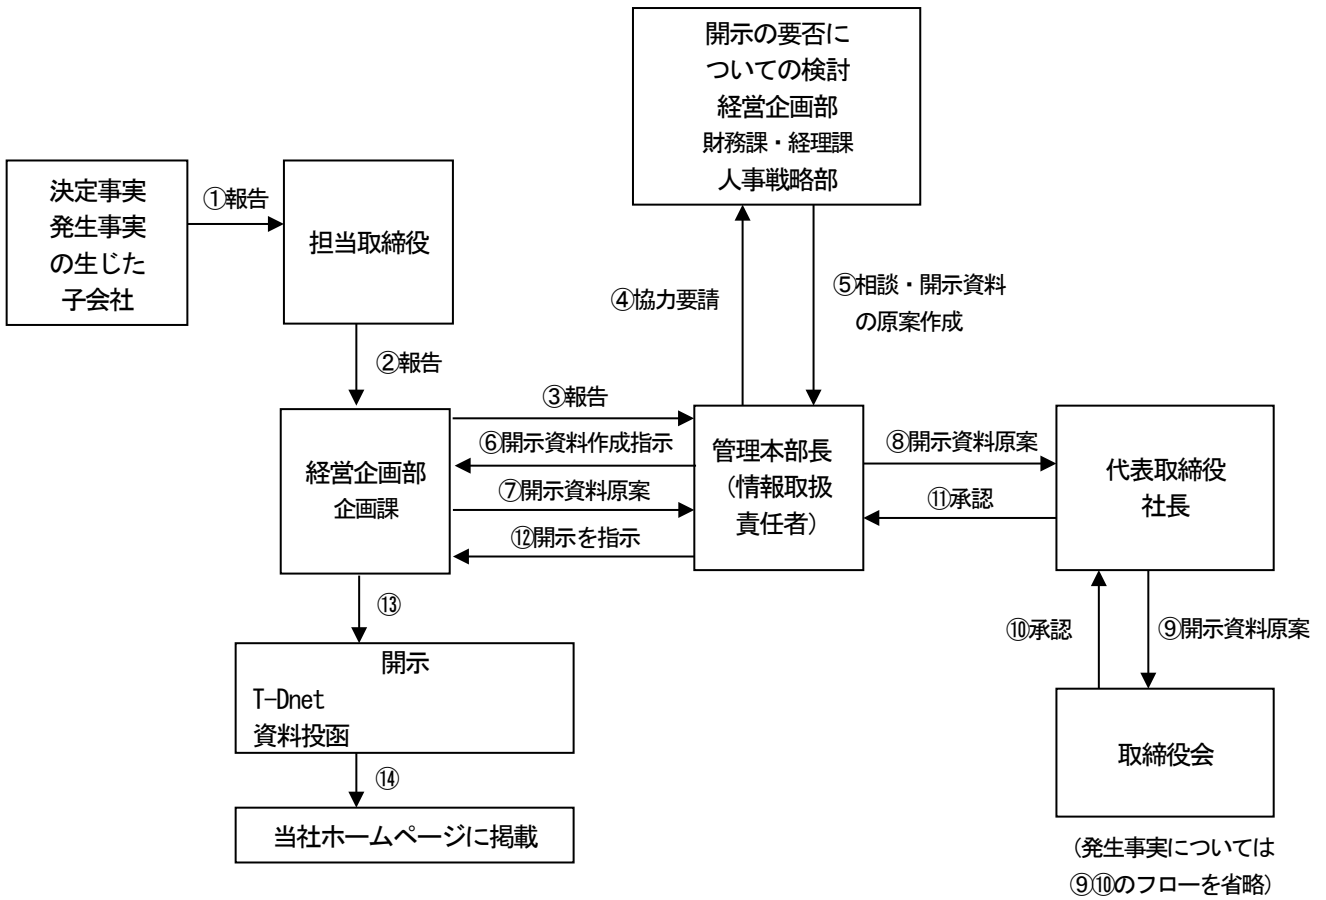 開示の要否に
ついての検討
経営企画部
財務課・経理課
人事戦略部
決定事実
発生事実
の生じた
子会社
①報告
担当取締役
④協力要請
⑤相談・開示資料
の原案作成
②報告
③報告
⑥開示資料作成指示
⑦開示資料原案
⑫開示を指示
経営企画部
企画課
管理本部長
（情報取扱
責任者）
⑧開示資料原案
⑪承認
代表取締役
社長
⑬
⑩承認
⑨開示資料原案
開示
T-Dnet
資料投函
取締役会
⑭
当社ホームページに掲載
（発生事実については
⑨⑩のフローを省略）